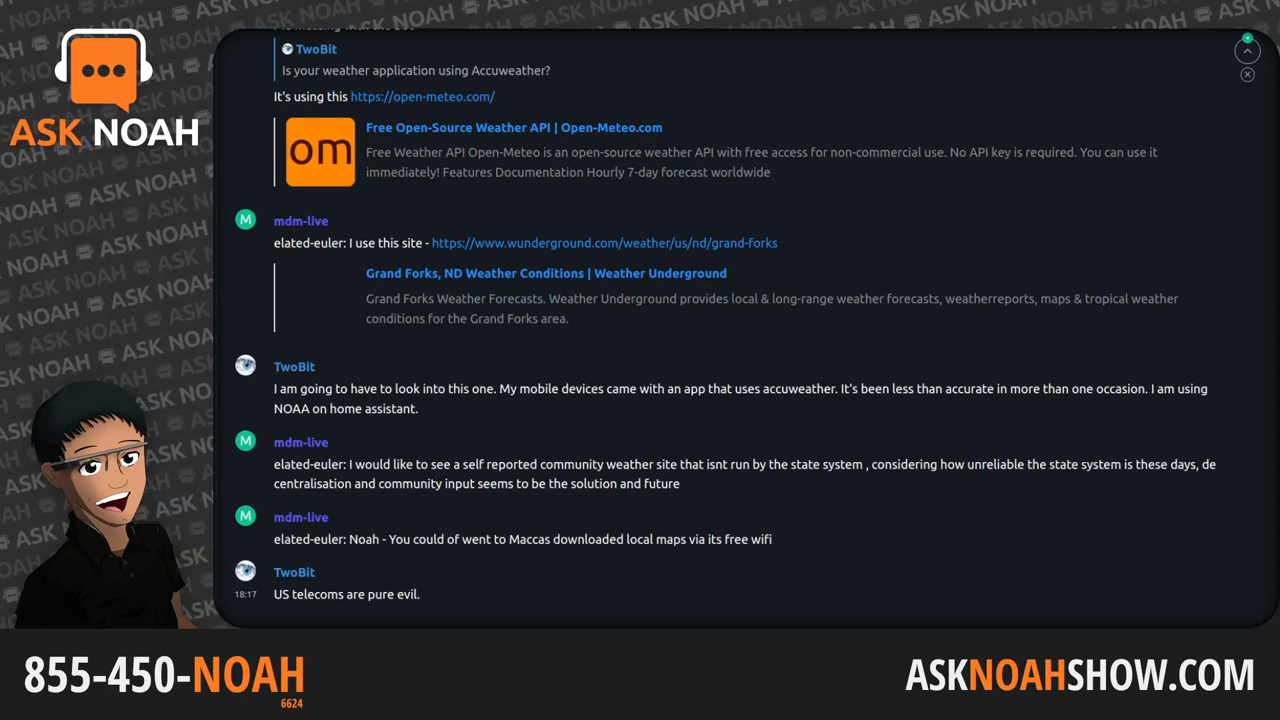 ASK NOAH
TwoBit
Is your weather application using Accuweather?
It's using this https://open-meteo.com/
om
Free Open-Source Weather API | Open-Meteo.com
Free Weather API Open-Meteo is an open-source weather API with free access for non-commercial use. No API key is required. You can use it
immediately! Features Documentation Hourly 7-day forecast worldwide
M
mdm-live
elated-euler: I use this site - https://www.wunderground.com/weather/us/nd/grand-forks
Grand Forks, ND Weather Conditions | Weather Underground
Grand Forks Weather Forecasts. Weather Underground provides local & long-range weather forecasts, weatherreports, maps & tropical weather
conditions for the Grand Forks area.
TwoBit
I am going to have to look into this one. My mobile devices came with an app that uses accuweather. It's been less than accurate in more than one occasion. I am using
NOAA on home assistant.
M
mdm-live
elated-euler: I would like to see a self reported community weather site that isnt run by the state system , considering how unreliable the state system is these days, de
centralisation and community input seems to be the solution and future
M
mdm-live
elated-euler: Noah - You could of went to Maccas downloaded local maps via its free wifi
TwoBit
18:17 US telecoms are pure evil.
855-450-NOAH
6624
ASKNOAHSHOW.COM